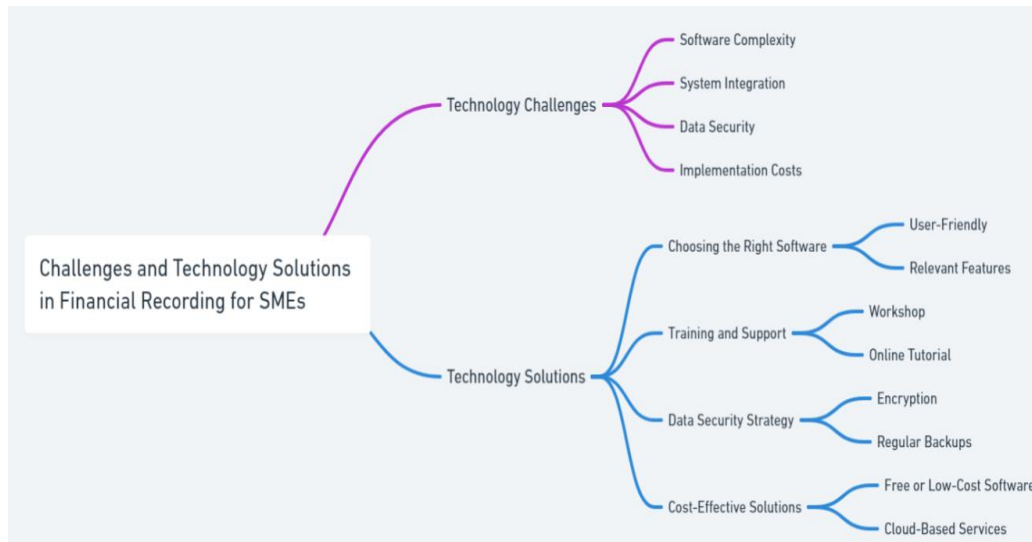 Challenges and Technology Solutions
in Financial Recording for SMEs
Technology Challenges
Software Complexity
System Integration
Data Security
Implementation Costs
Technology Solutions
Choosing the Right Software
User-Friendly
Relevant Features
Training and Support
Workshop
Online Tutorial
Data Security Strategy
Encryption
Regular Backups
Cost-Effective Solutions
Free or Low-Cost Software
Cloud-Based Services